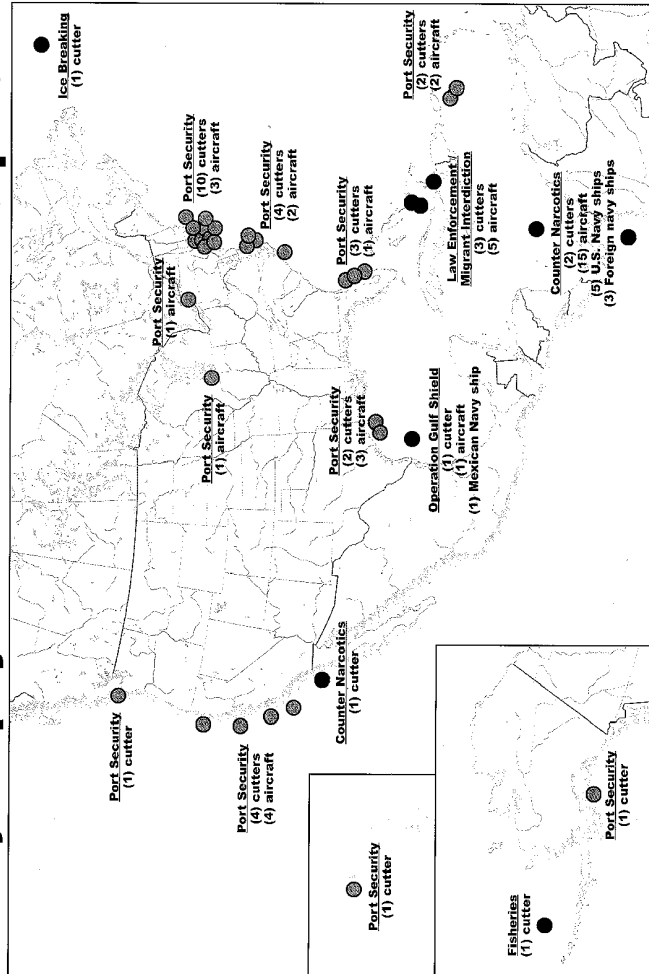 Port Security
(1) cutter
Port Security
(4) cutters
(4) aircraft
Counter Narcotics
(1) cutter
Port Security
(1) cutter
Fisheries
(1) cutter
Port Security
(1) cutter
Port Security
(1) aircraft
Port Security
(1) aircraft
Port Security
(2) cutters
(3) aircraft
Operation Gulf Shield
(1) cutter
(1) aircraft
(1) Mexican Navy ship
Ice Breaking
(1) cutter
Port Security
(10) cutters
(3) aircraft
Port Security
(4) cutters
(2) aircraft
Port Security
(3) cutters
(1) aircraft
Law Enforcement/
Migrant Interdiction
(3) cutters
(5) aircraft
Port Security
(2) cutters
(2) aircraft
Counter Narcotics
(2) cutters
(15) aircraft
(5) U.S. Navy ships
(3) Foreign navy ships